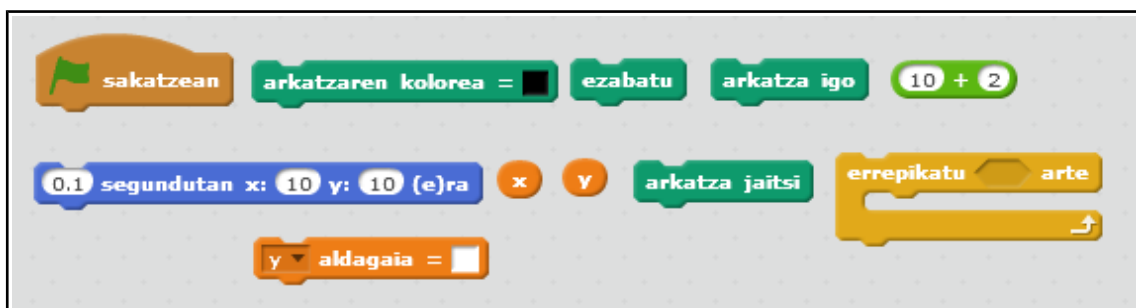 sakatzean arkatzaren kolorea = ezabatu arkatza igo 10 + 2
0.1 segundutan x: 10 y: 10 (e)ra x y arkatza jaitsi errepikatu arte
y aldagaia =